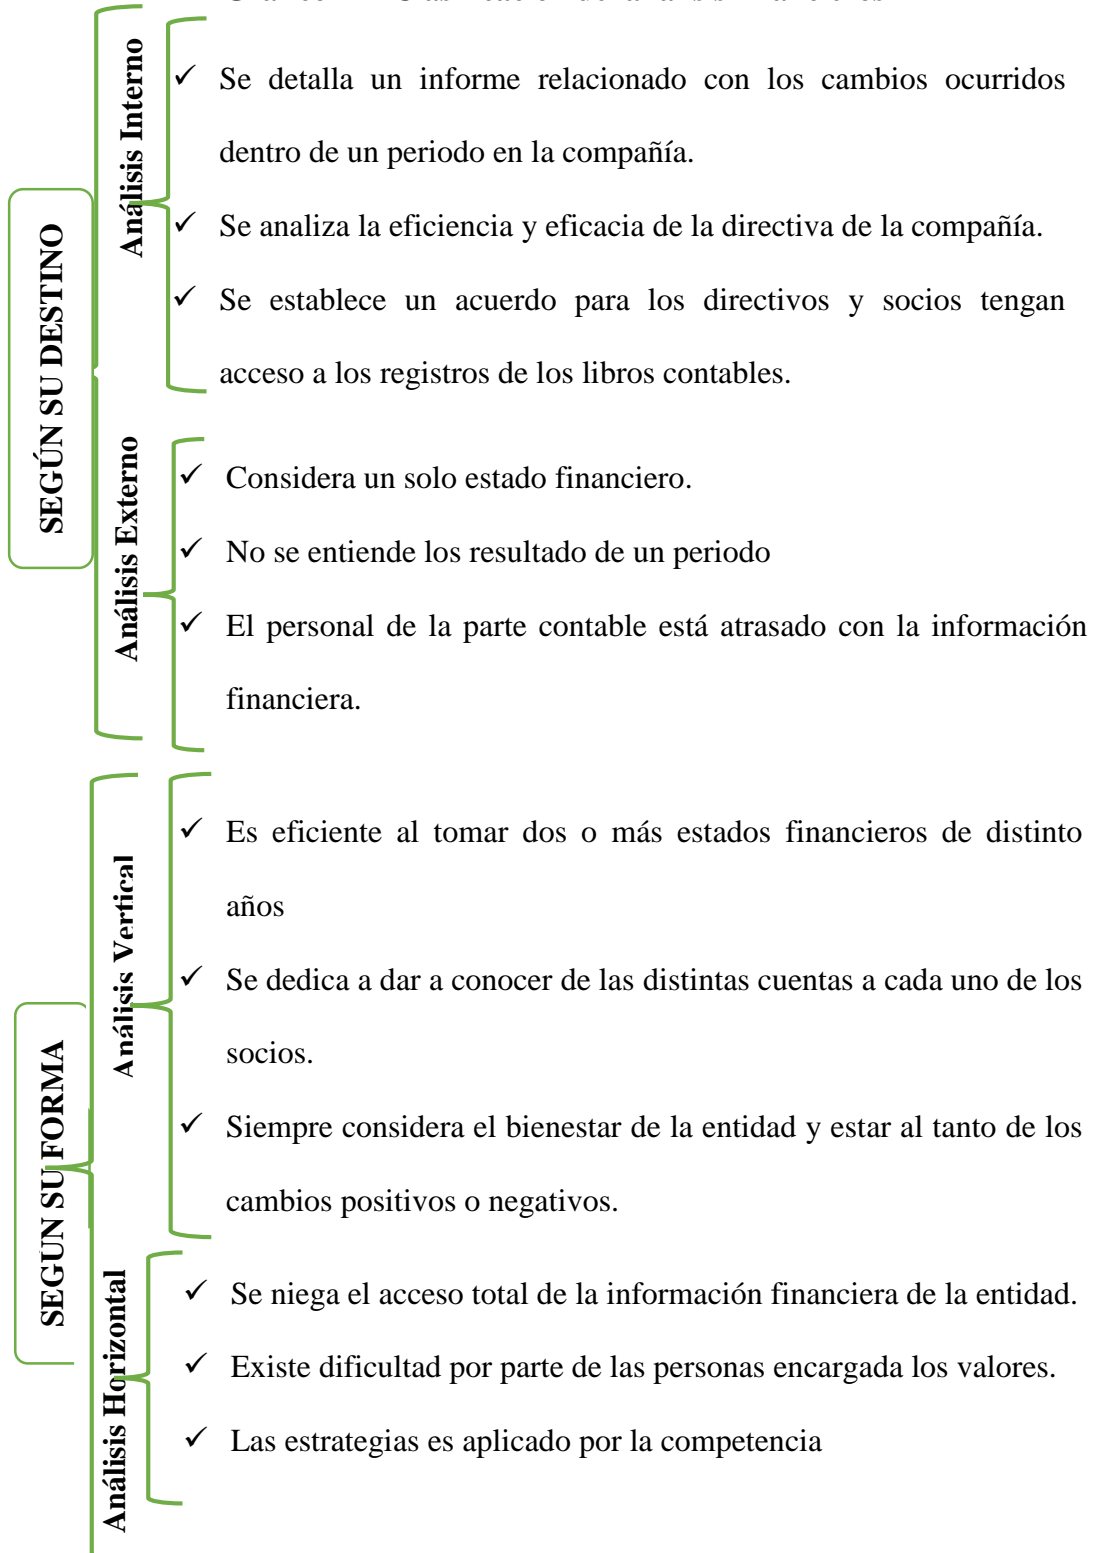 SEGÚN SU DESTINO
Análisis Interno
✓ Se detalla un informe relacionado con los cambios ocurridos
dentro de un periodo en la compañía.
✓ Se analiza la eficiencia y eficacia de la directiva de la compañía.
✓ Se establece un acuerdo para los directivos y socios tengan
acceso a los registros de los libros contables.
Análisis Externo
✓ Considera un solo estado financiero.
✓ No se entiende los resultado de un periodo
✓ El personal de la parte contable está atrasado con la información
financiera.
SEGÚN SU FORMA
Análisis Vertical
✓ Es eficiente al tomar dos o más estados financieros de distinto
años
✓ Se dedica a dar a conocer de las distintas cuentas a cada uno de los
socios.
✓ Siempre considera el bienestar de la entidad y estar al tanto de los
cambios positivos o negativos.
Análisis Horizontal
✓ Se niega el acceso total de la información financiera de la entidad.
✓ Existe dificultad por parte de las personas encargada los valores.
✓ Las estrategias es aplicado por la competencia